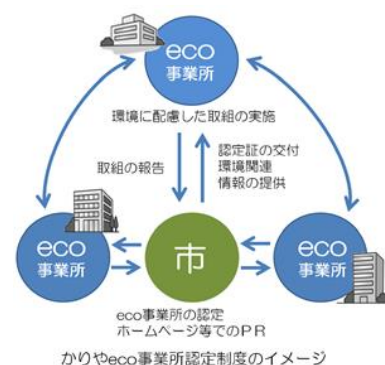 eco
事業所
環境に配慮した取組の実施
取組の報告
認定証の交付
環境関連
情報の提供
eco
事業所
市
eco
事業所
eco事業所の認定
ホームページ等でのPR
かりやeco事業所認定制度のイメージ